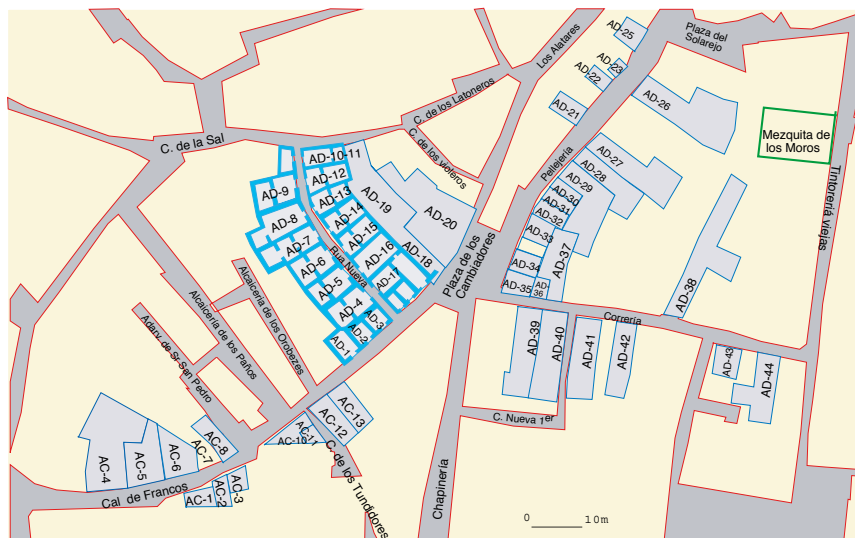 AD-25
Plaza del
Solarejo
Los Alatares
AD-23
AD-22
AD-26
C. de los Latoneros
AD-21
Mezquita de
los Moros
C. de la Sal
C. de los violeros
Pellejería
AD-27
AD-28
AD-29
AD-30
AD-31
AD-32
AD-33
AD-34
AD-35
AD-
36
AD-37
AD-38
Tintorería viejas
AD-10-11
AD-12
AD-13
AD-14
AD-15
AD-16
AD-17
AD-18
AD-19
AD-20
AD-9
AD-8
AD-7
AD-6
AD-5
AD-4
AD-3
AD-2
AD-1
Rua Nueva
Plaza de los
Cambiadores
Alcaicería de los Orobezes
Alcaicería de los Paños
Adarv. de Sr San Pedro
Correría
AD-39
AD-40
AD-41
AD-42
AD-43
AD-44
C. Nueva 1er
AC-13
AC-12
AC-11
AC-10
AC-8
AC-7
AC-6
AC-5
AC-4
AC-3
AC-2
AC-1
Cal de Francos
C. de los Tundidores
Chapinería
0 10m